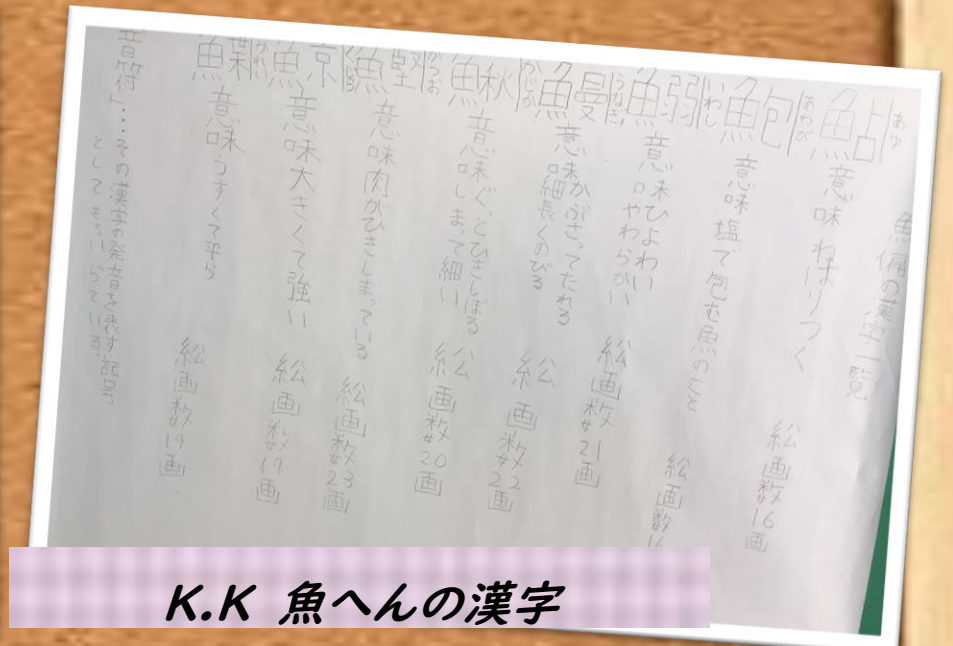 魚偏の漢字一覧
鮎 あゆ 意味 ねばりつく 総画数16画
鮑 あわび 意味 塩で包む魚のこと 総画数16
鰯 いわし 意味ひよわい
やわらかい 総画数21画
鰻 うなぎ 意味かぶさってたれる
細長くのびる 総画数22画
鰍 かじか 意味ぐっとひきしぼる
しまって細い 総画数20画
鰹 かつお 意味肉がひきしまっている 総画数23画
鯨 くじら 意味大きくて強い 総画数19画
鰈 かれ 意味うすくて平ら 総画数19画
音符…その漢字の発音を表す記号
としてもちいらている。
K.K 魚へんの漢字